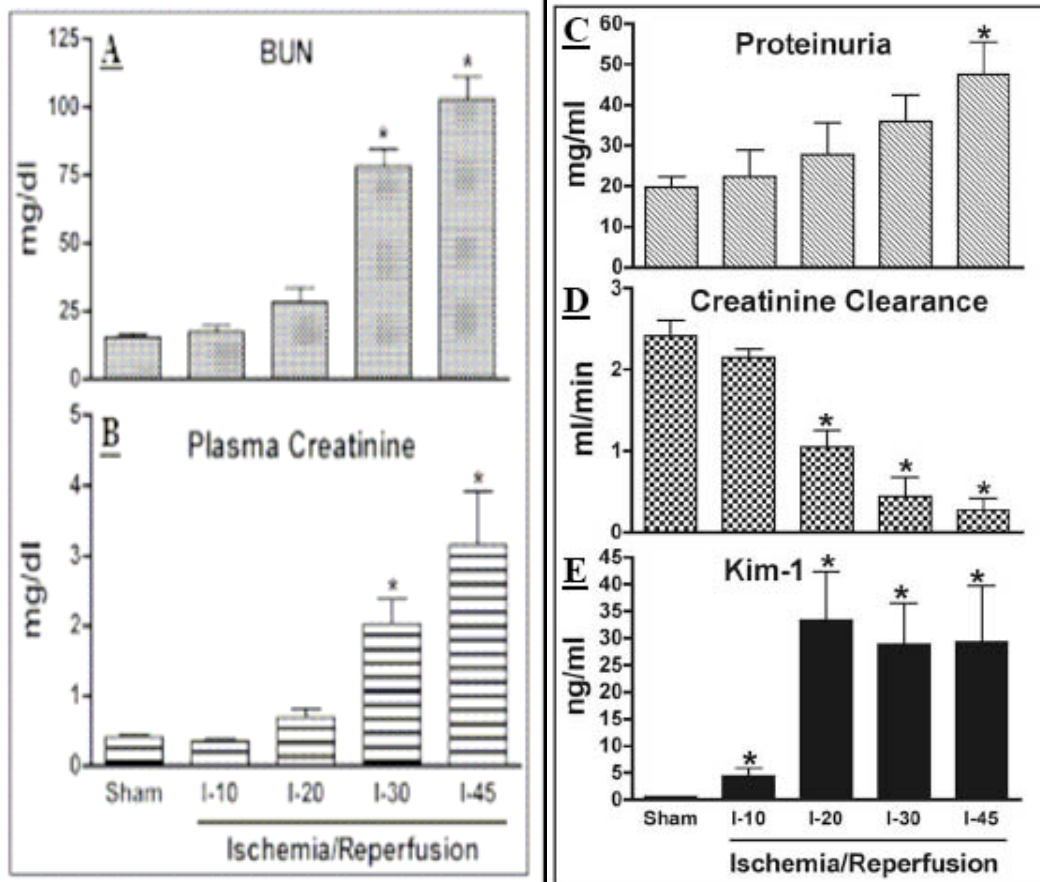 A
BUN
125
100
75
50
25
0
mg/dl
*
*
B
Plasma Creatinine
5
4
3
2
1
0
mg/dl
*
*
Sham I-10 I-20 I-30 I-45
Ischemia/Reperfusion
C
Proteinuria
60
50
40
30
20
10
0
mg/ml
*
D
Creatinine Clearance
3
2
1
0
ml/min
*
*
*
E
Kim-1
45
40
35
30
25
20
15
10
5
0
ng/ml
*
*
*
*
Sham I-10 I-20 I-30 I-45
Ischemia/Reperfusion